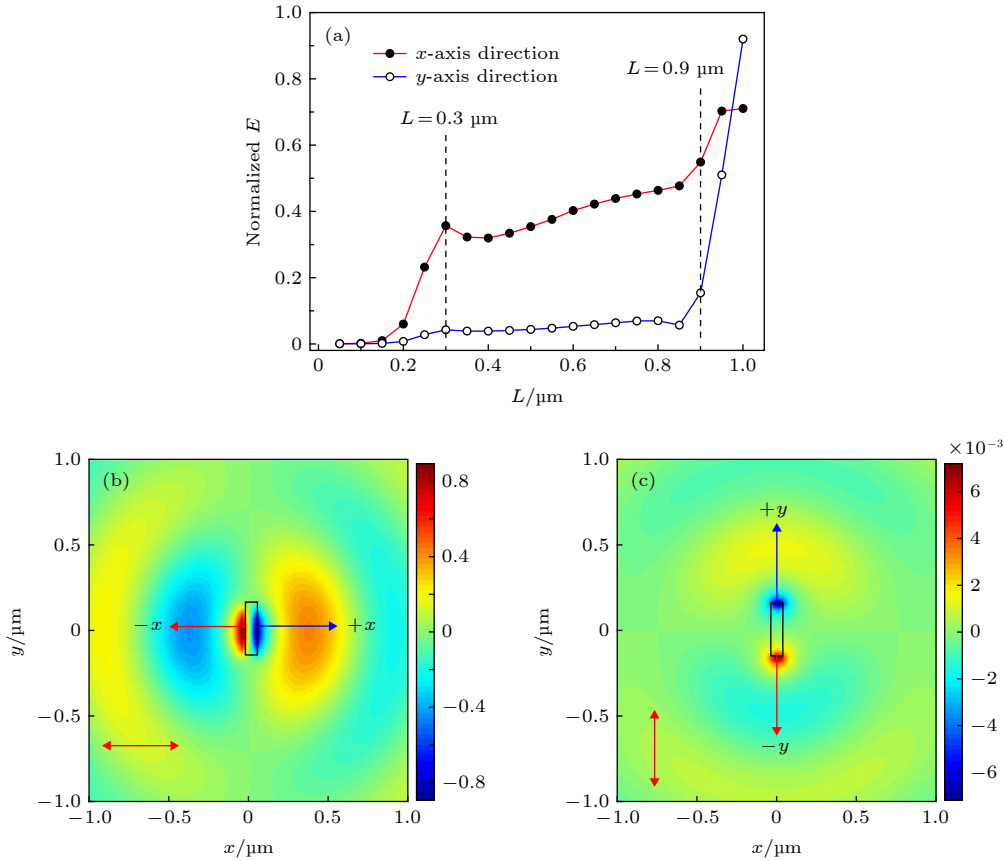 (a)
x-axis direction
y-axis direction
L=0.3 µm
L=0.9 µm
Normalized E
1.0
0.8
0.6
0.4
0.2
0
0 0.2 0.4 0.6 0.8 1.0
L/µm
(b)
+x
−x
y/µm
1.0
0.5
0
−0.5
−1.0
−1.0 −0.5 0 0.5 1.0
x/µm
0.8
0.4
0
−0.4
−0.8
(c)
+y
−y
y/µm
1.0
0.5
0
−0.5
−1.0
−1.0 −0.5 0 0.5 1.0
x/µm
×10−3
6
4
2
0
−2
−4
−6